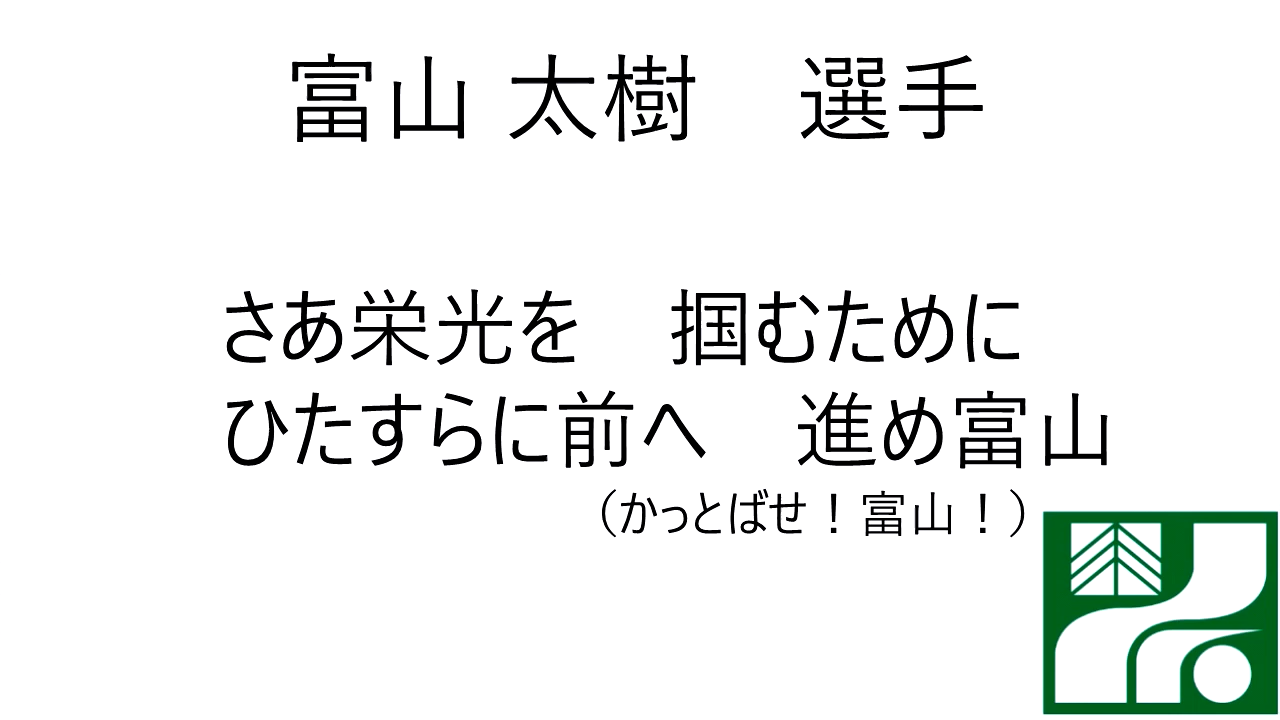 富山 太樹　選手
さあ栄光を　掴むために
ひたすらに前へ　進め富山
（かっとばせ！富山！）